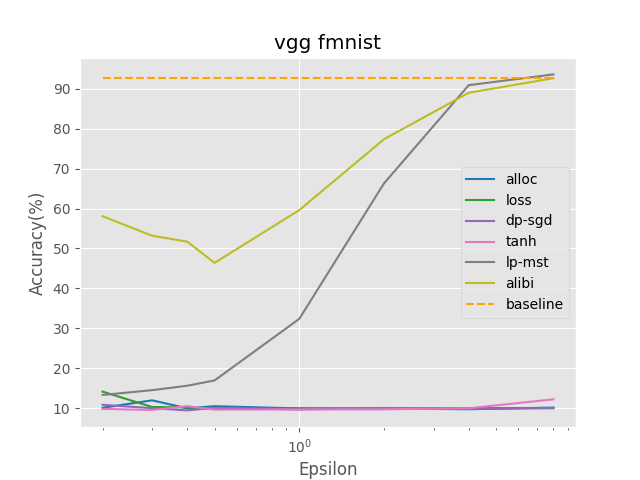 vgg fmnist
Accuracy(%)
90
80
70
60
50
40
30
20
10
alloc
loss
dp-sgd
tanh
lp-mst
alibi
baseline
10⁰
Epsilon